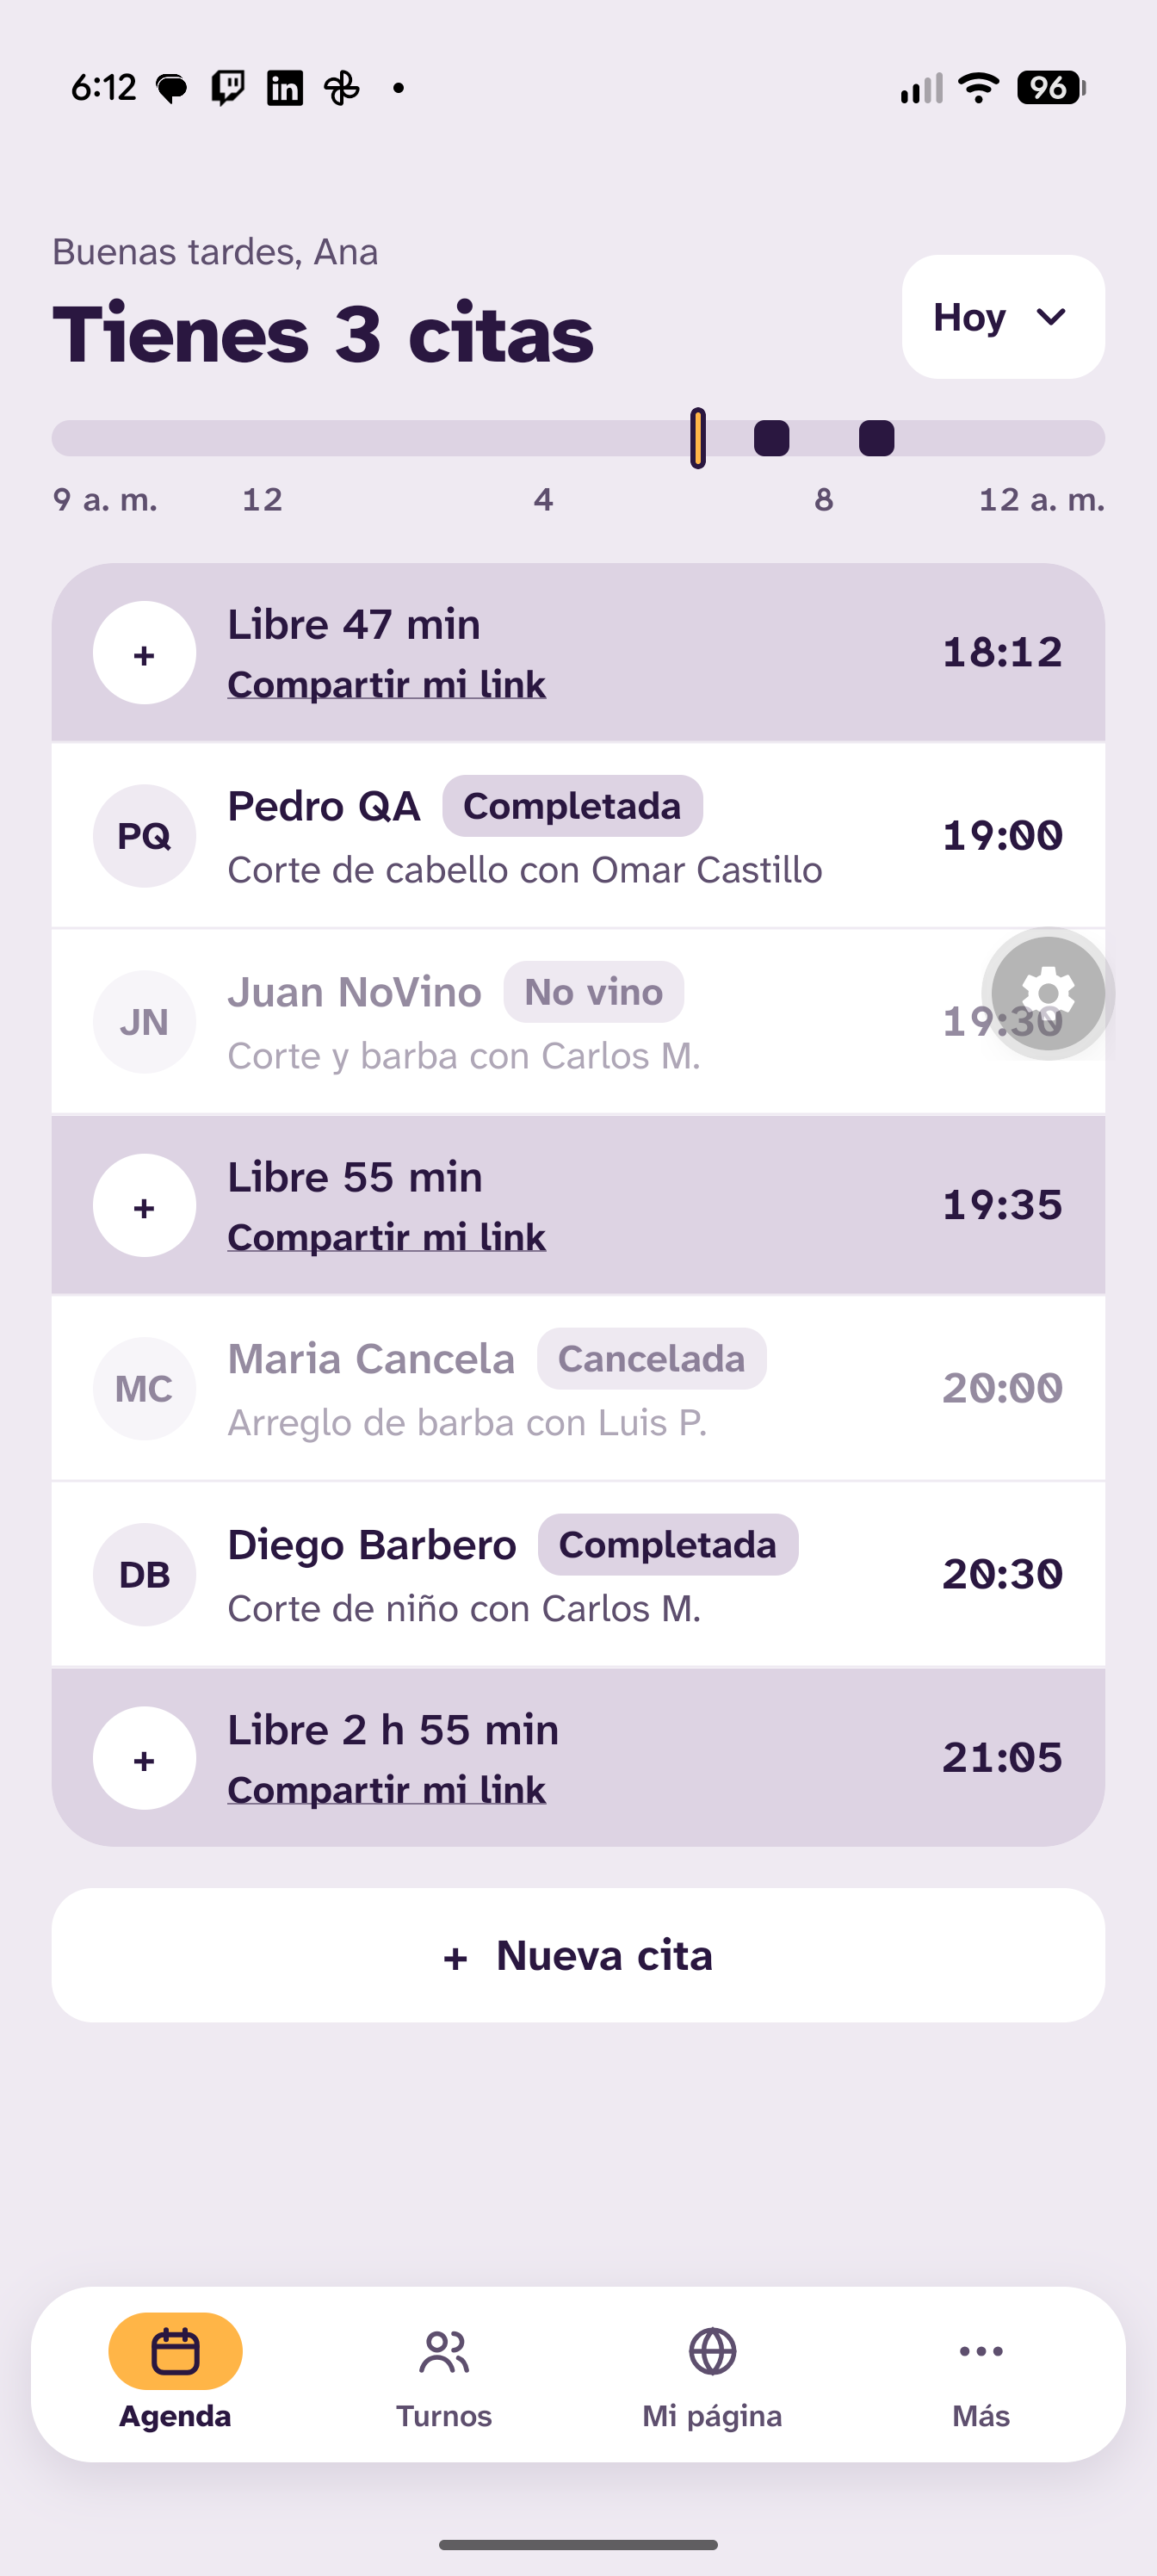 6:12
96
Buenas tardes, Ana
Tienes 3 citas
Hoy
9 a. m. 12 4 8 12 a. m.
+ Libre 47 min 18:12
Compartir mi link
PQ Pedro QA Completada 19:00
Corte de cabello con Omar Castillo
JN Juan NoVino No vino 19:30
Corte y barba con Carlos M.
+ Libre 55 min 19:35
Compartir mi link
MC Maria Cancela Cancelada 20:00
Arreglo de barba con Luis P.
DB Diego Barbero Completada 20:30
Corte de niño con Carlos M.
+ Libre 2 h 55 min 21:05
Compartir mi link
+ Nueva cita
Agenda Turnos Mi página Más